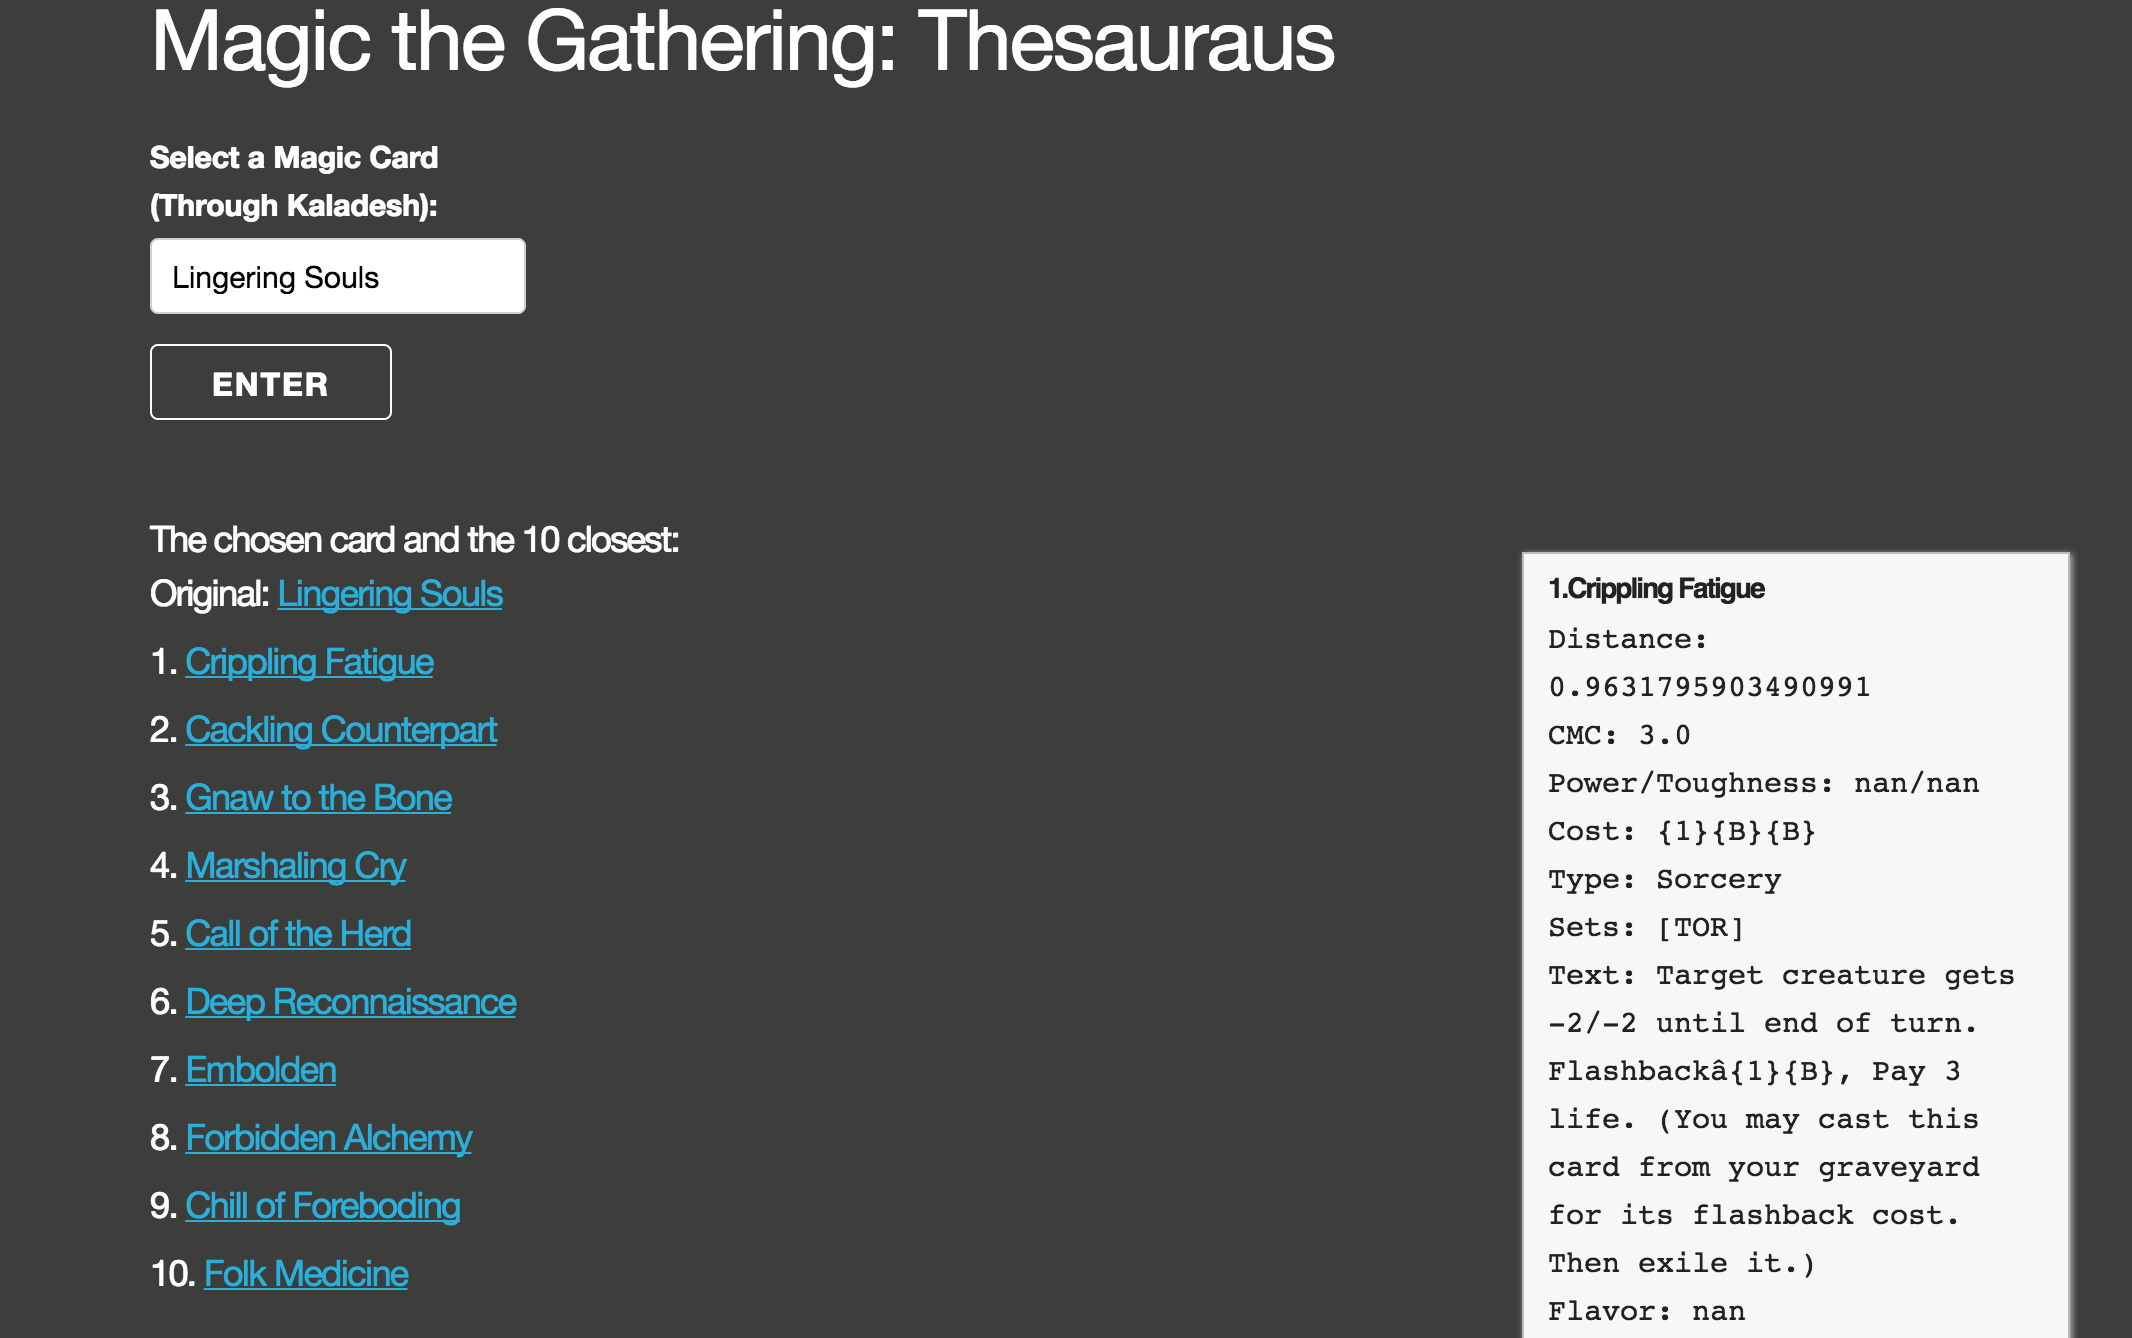 Magic the Gathering: Thesauraus
Select a Magic Card
(Through Kaladesh):
Lingering Souls
ENTER
The chosen card and the 10 closest:
Original: Lingering Souls
1. Crippling Fatigue
2. Cackling Counterpart
3. Gnaw to the Bone
4. Marshaling Cry
5. Call of the Herd
6. Deep Reconnaissance
7. Embolden
8. Forbidden Alchemy
9. Chill of Foreboding
10. Folk Medicine
1.Crippling Fatigue
Distance:
0.9631795903490991
CMC: 3.0
Power/Toughness: nan/nan
Cost: {1}{B}{B}
Type: Sorcery
Sets: [TOR]
Text: Target creature gets
-2/-2 until end of turn.
Flashbackâ{1}{B}, Pay 3
life. (You may cast this
card from your graveyard
for its flashback cost.
Then exile it.)
Flavor: nan